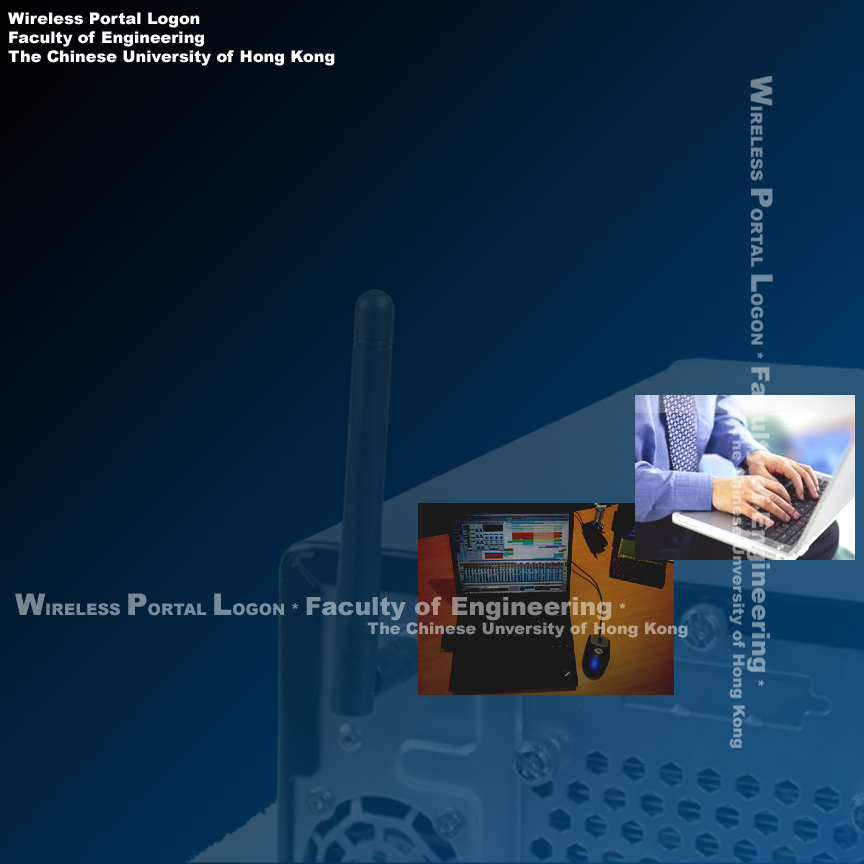 Wireless Portal Logon
Faculty of Engineering
The Chinese University of Hong Kong
WIRELESS PORTAL LOGON * Faculty of Engineering *
The Chinese Unversity of Hong Kong
WIRELESS PORTAL LOGON * Faculty of Engineering *
The Chinese Unversity of Hong Kong